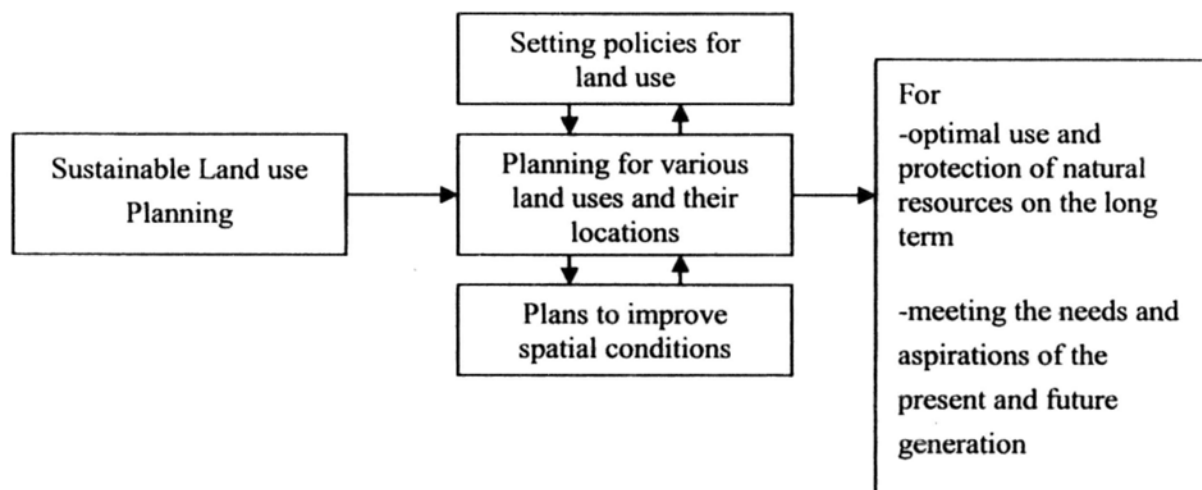 Setting policies for
land use
Sustainable Land use
Planning
Planning for various
land uses and their
locations
Plans to improve
spatial conditions
For
-optimal use and
protection of natural
resources on the long
term
-meeting the needs and
aspirations of the
present and future
generation